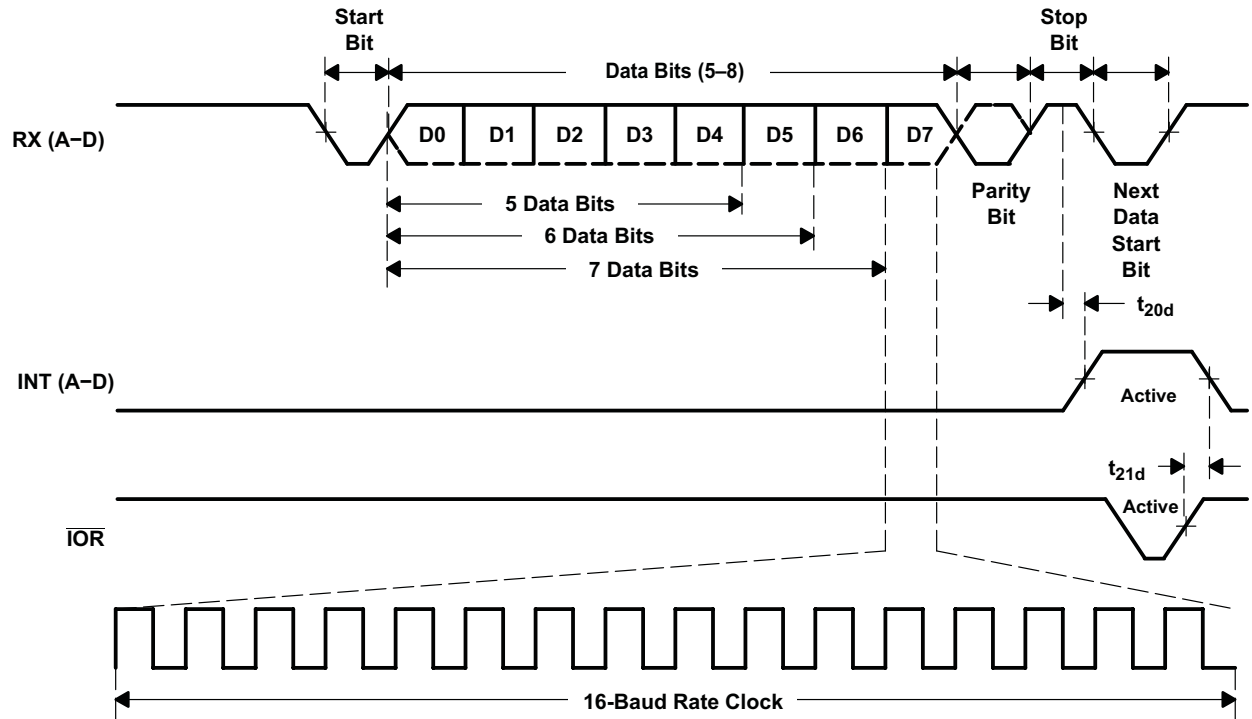 Start
Bit
Stop
Bit
Data Bits (5–8)
RX (A–D)
D0 D1 D2 D3 D4 D5 D6 D7
5 Data Bits
6 Data Bits
7 Data Bits
Parity
Bit
Next
Data
Start
Bit
t20d
INT (A–D)
Active
t21d
IOR
Active
16-Baud Rate Clock